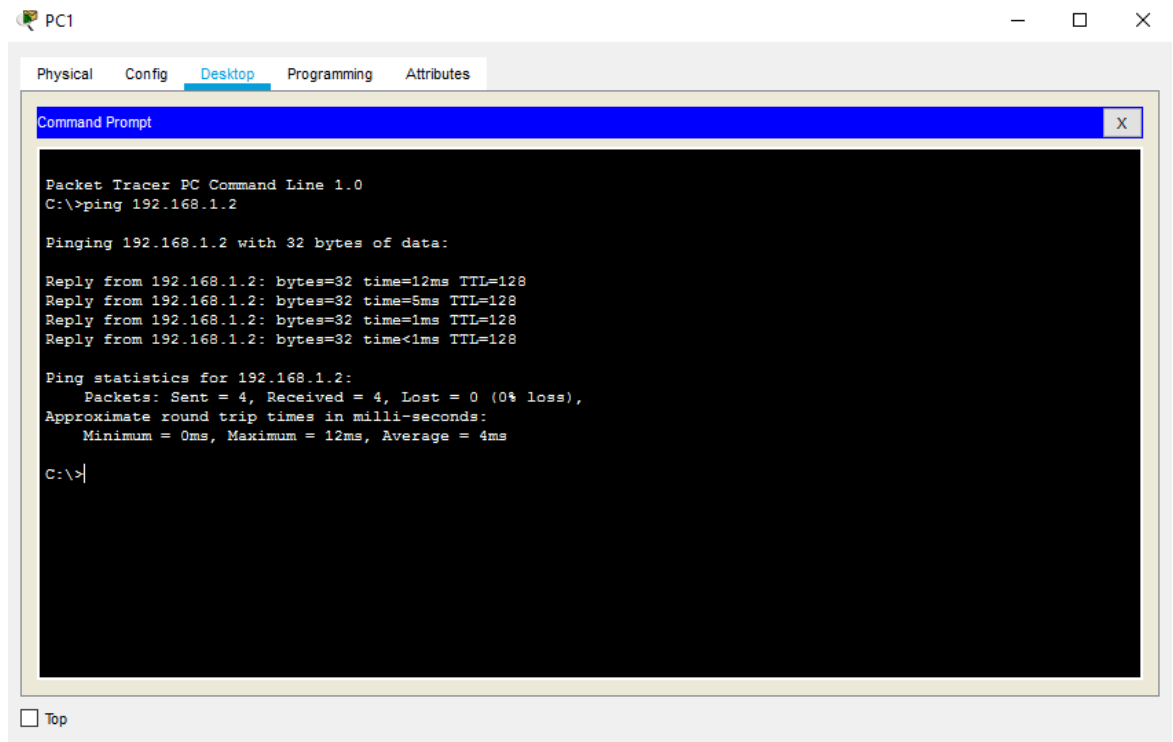 PC1
Physical Config Desktop Programming Attributes
Command Prompt X
Packet Tracer PC Command Line 1.0
C:\>ping 192.168.1.2
Pinging 192.168.1.2 with 32 bytes of data:
Reply from 192.168.1.2: bytes=32 time=12ms TTL=128
Reply from 192.168.1.2: bytes=32 time=5ms TTL=128
Reply from 192.168.1.2: bytes=32 time=1ms TTL=128
Reply from 192.168.1.2: bytes=32 time<1ms TTL=128
Ping statistics for 192.168.1.2:
Packets: Sent = 4, Received = 4, Lost = 0 (0% loss),
Approximate round trip times in milli-seconds:
Minimum = 0ms, Maximum = 12ms, Average = 4ms
C:\>
Top